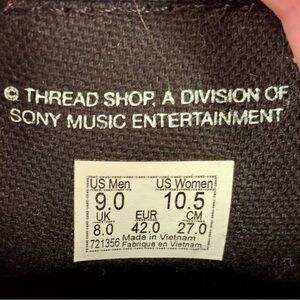 © THREAD SHOP, A DIVISION OF
SONY MUSIC ENTERTAINMENT
US Men US Women
9.0 10.5
UK EUR CM
8.0 42.0 27.0
721356 Made in Vietnam
Fabrique en Vietnam